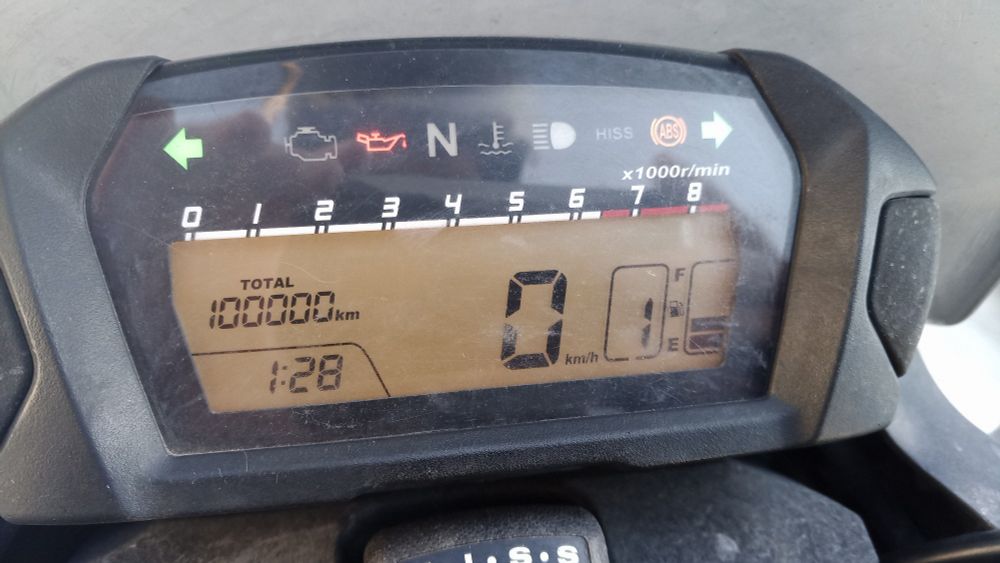 N HISS ABS
x1000r/min
0 1 2 3 4 5 6 7 8
TOTAL
100000km
1:28
0 km/h
1
F
E
I.S.S